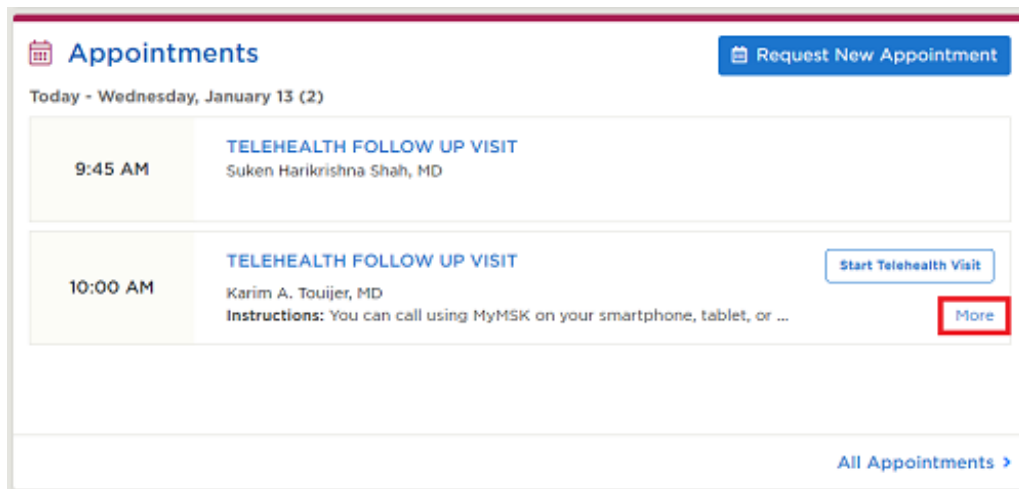 Appointments
Request New Appointment
Today - Wednesday, January 13 (2)
9:45 AM
TELEHEALTH FOLLOW UP VISIT
Suken Harikrishna Shah, MD
10:00 AM
TELEHEALTH FOLLOW UP VISIT
Start Telehealth Visit
Karim A. Touijer, MD
Instructions: You can call using MyMSK on your smartphone, tablet, or ...
More
All Appointments >